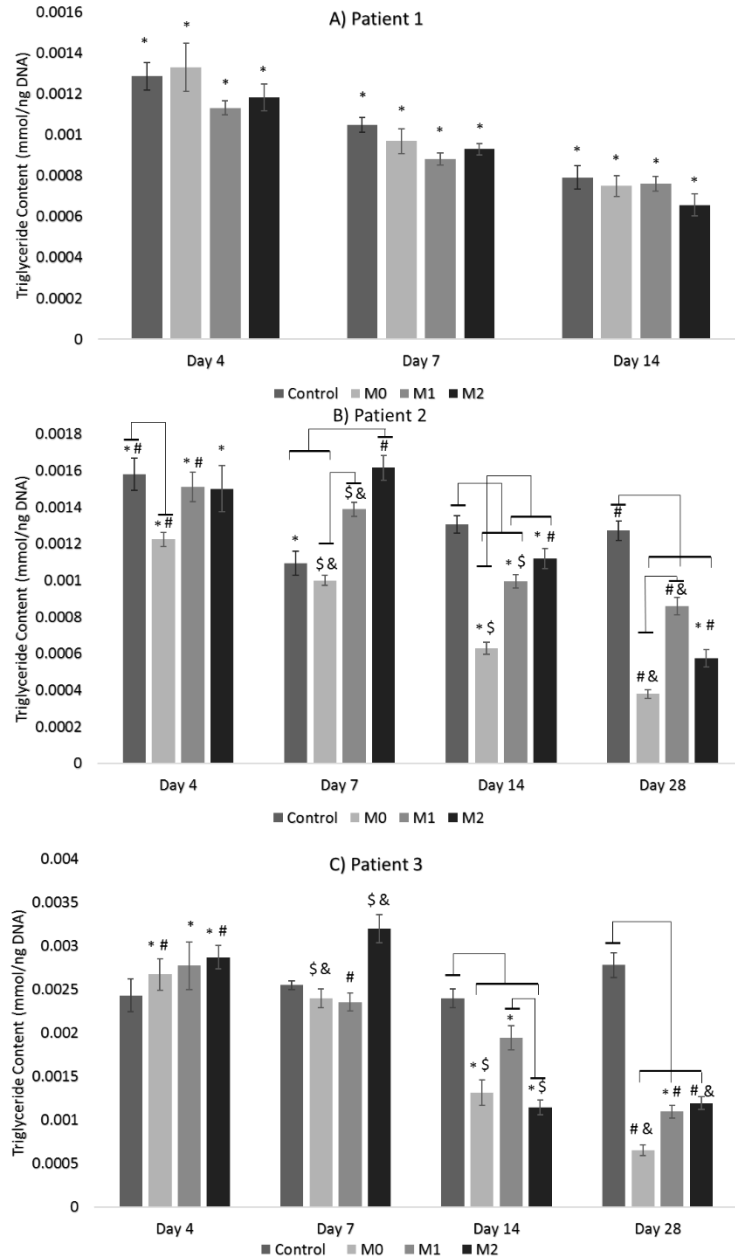 A) Patient 1
Triglyceride Content (mmol/ng DNA)
0.0016
0.0014
0.0012
0.001
0.0008
0.0006
0.0004
0.0002
0
* * * *
* * * *
* * * *
Day 4 Day 7 Day 14
Control M0 M1 M2
B) Patient 2
Triglyceride Content (mmol/ng DNA)
0.0018
0.0016
0.0014
0.0012
0.001
0.0008
0.0006
0.0004
0.0002
0
* # * # * # *
* $ & $ & #
* $ * $ * #
# # & # & * #
Day 4 Day 7 Day 14 Day 28
Control M0 M1 M2
C) Patient 3
Triglyceride Content (mmol/ng DNA)
0.004
0.0035
0.003
0.0025
0.002
0.0015
0.001
0.0005
0
* # * * #
$ & # $ &
* $ * * $
# & * # # &
Day 4 Day 7 Day 14 Day 28
Control M0 M1 M2